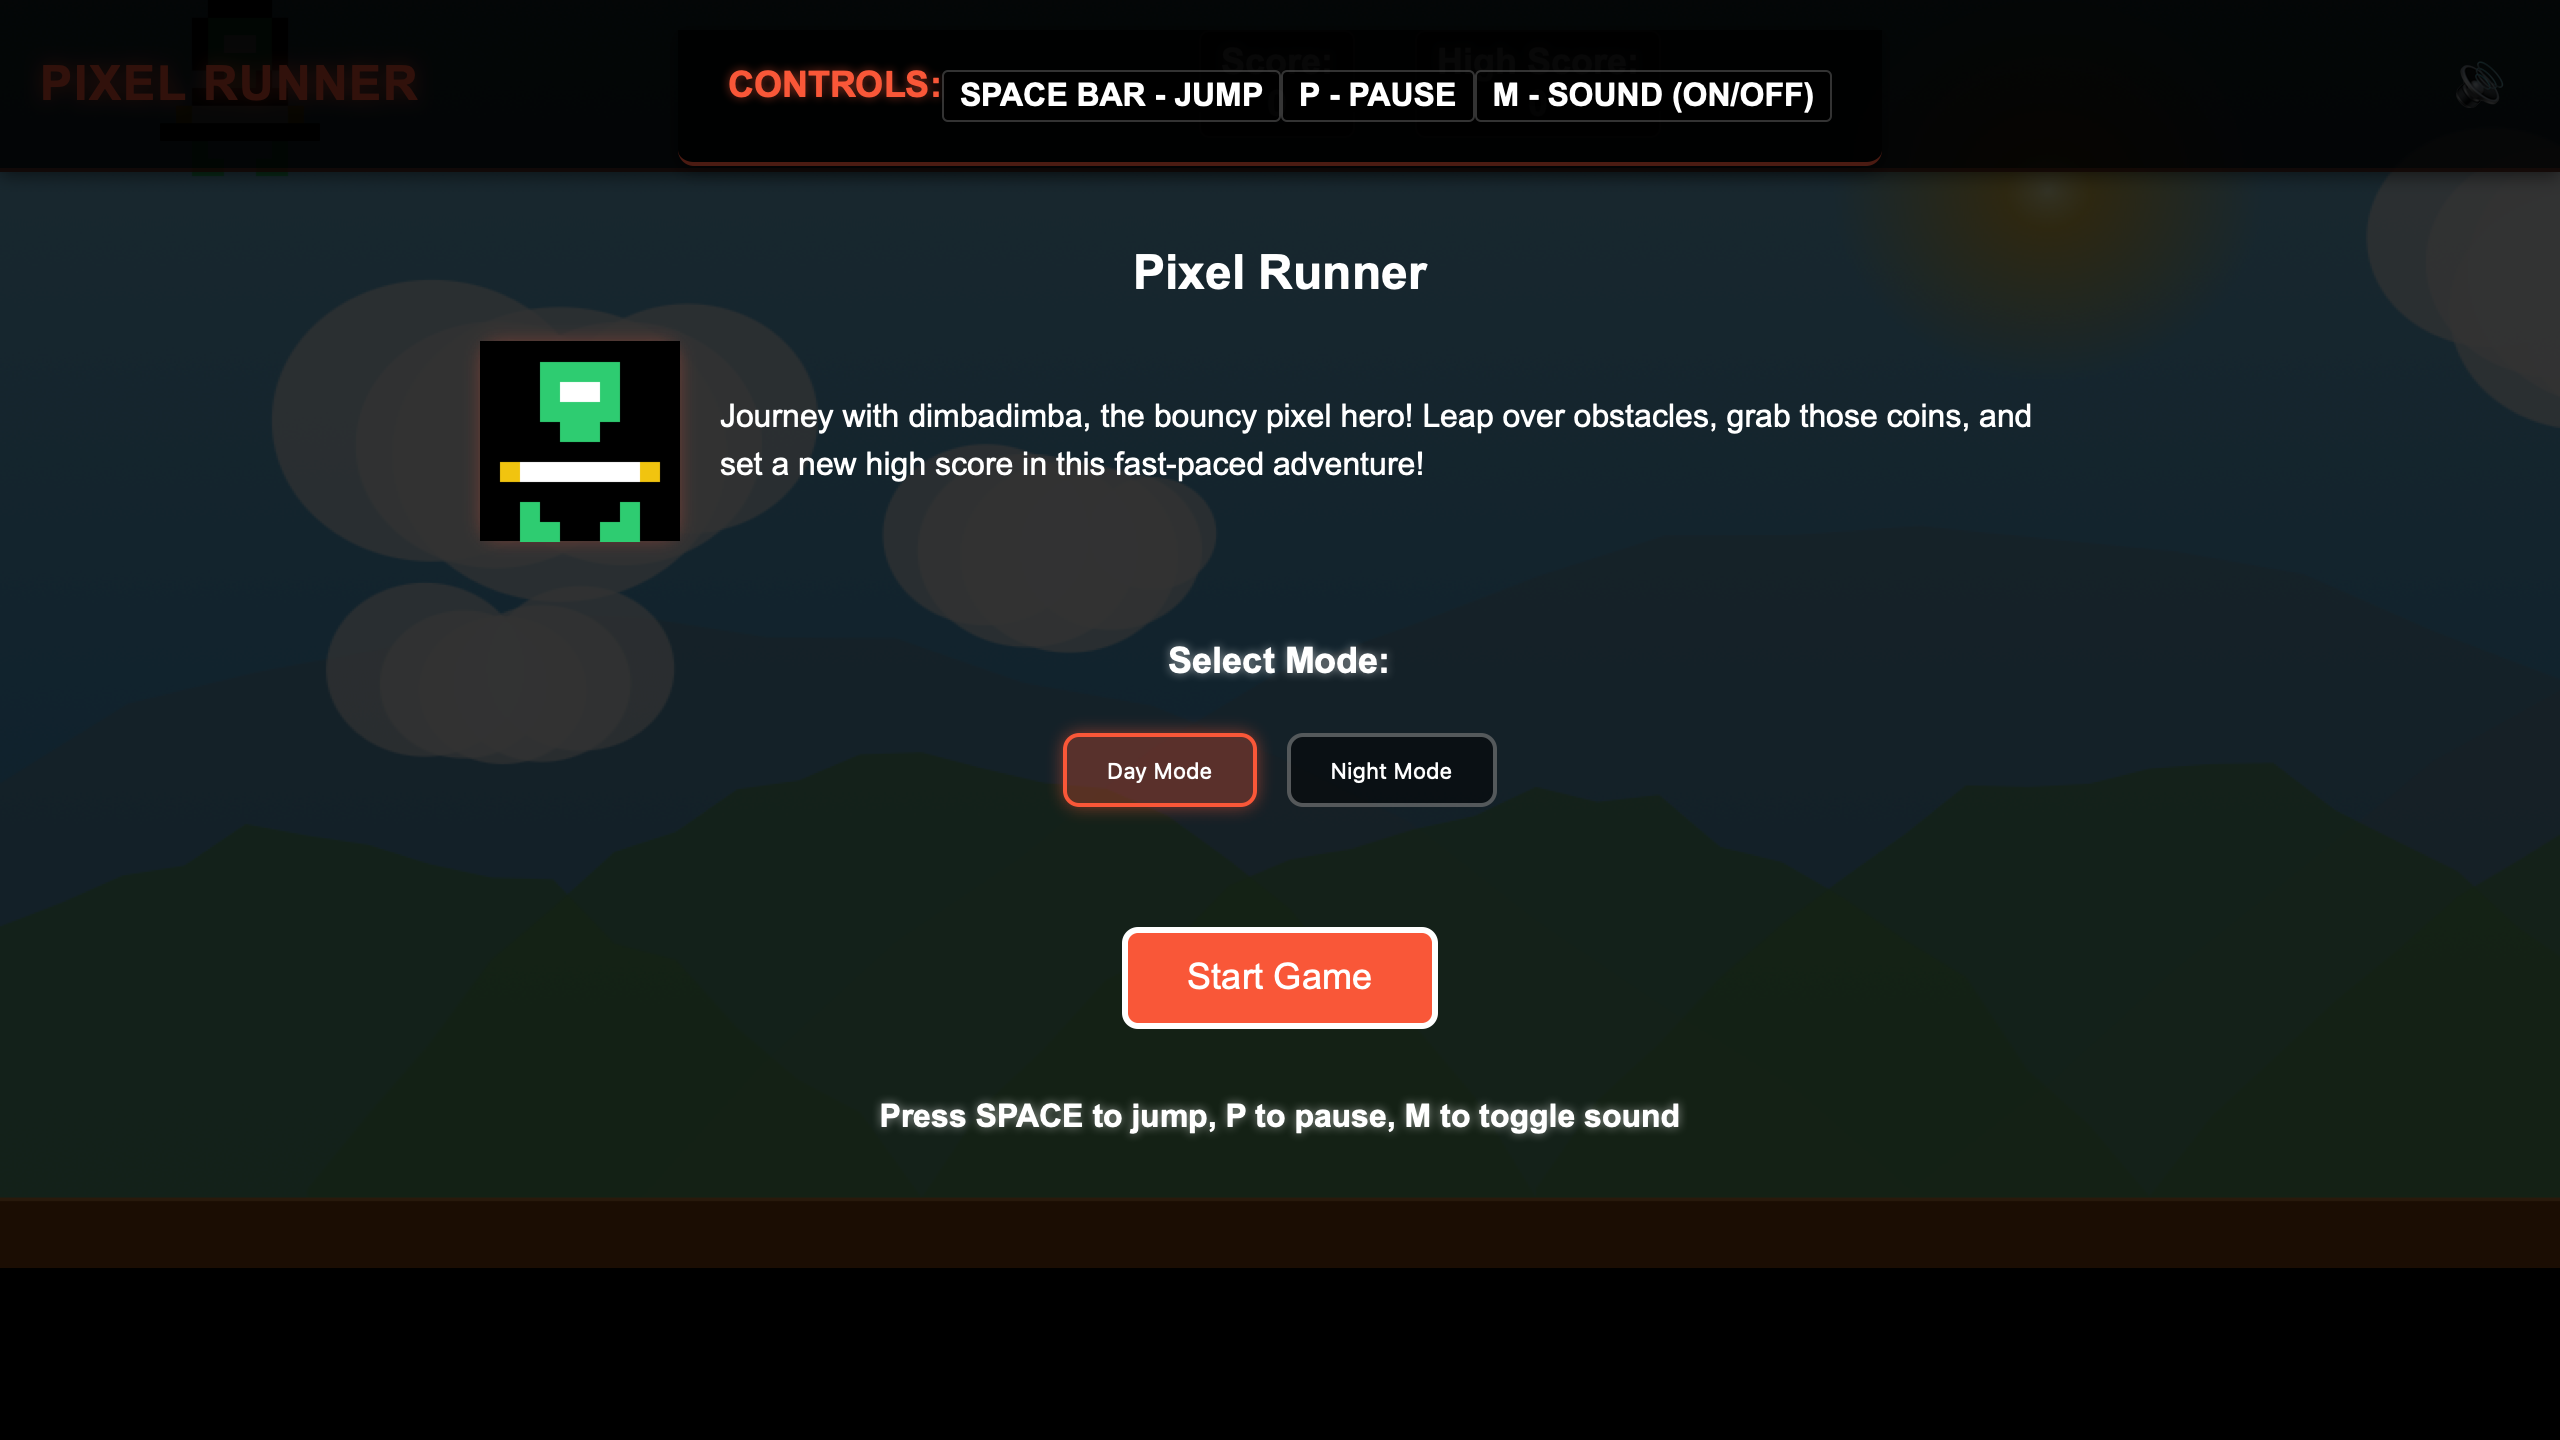 PIXEL RUNNER
Score: High Score:
CONTROLS: SPACE BAR - JUMP P - PAUSE M - SOUND (ON/OFF)
Pixel Runner
Journey with dimbadimba, the bouncy pixel hero! Leap over obstacles, grab those coins, and
set a new high score in this fast-paced adventure!
Select Mode:
Day Mode Night Mode
Start Game
Press SPACE to jump, P to pause, M to toggle sound